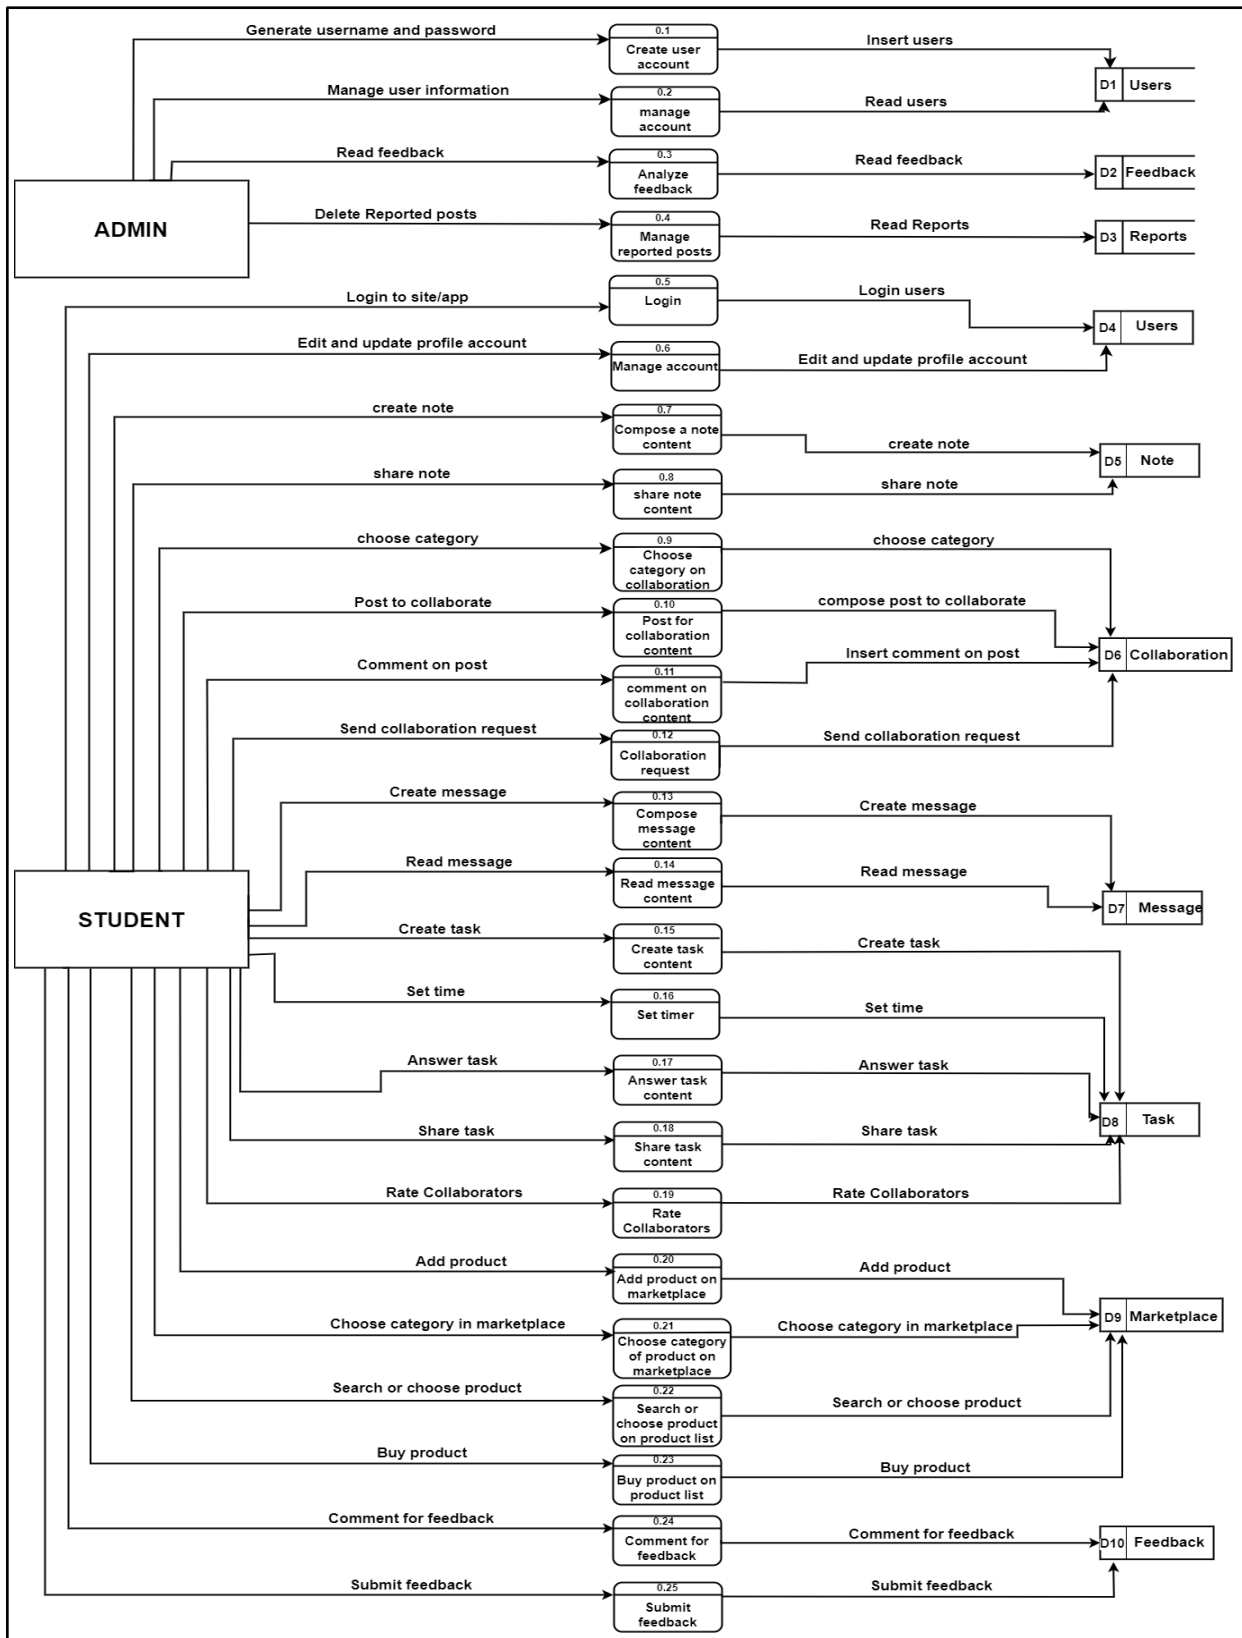 Generate username and password
0.1
Create user
account
Insert users
D1
Users
Manage user information
0.2
manage
account
Read users
Read feedback
0.3
Analyze
feedback
Read feedback
D2
Feedback
ADMIN
Delete Reported posts
0.4
Manage
reported posts
Read Reports
D3
Reports
Login to site/app
0.5
Login
Login users
D4
Users
Edit and update profile account
0.6
Manage account
Edit and update profile account
create note
0.7
Compose a note
content
create note
D5
Note
share note
0.8
share note
content
share note
choose category
0.9
Choose
category on
collaboration
choose category
Post to collaborate
0.10
Post for
collaboration
content
compose post to collaborate
D6
Collaboration
Comment on post
0.11
comment on
collaboration
content
Insert comment on post
Send collaboration request
0.12
Collaboration
request
Send collaboration request
Create message
0.13
Compose
message
content
Create message
Read message
0.14
Read message
content
Read message
D7
Message
STUDENT
Create task
0.15
Create task
content
Create task
Set time
0.16
Set timer
Set time
Answer task
0.17
Answer task
content
Answer task
D8
Task
Share task
0.18
Share task
content
Share task
Rate Collaborators
0.19
Rate
Collaborators
Rate Collaborators
Add product
0.20
Add product on
marketplace
Add product
D9
Marketplace
Choose category in marketplace
0.21
Choose category
of product on
marketplace
Choose category in marketplace
Search or choose product
0.22
Search or
choose product
on product list
Search or choose product
Buy product
0.23
Buy product on
product list
Buy product
Comment for feedback
0.24
Comment for
feedback
Comment for feedback
D10
Feedback
Submit feedback
0.25
Submit
feedback
Submit feedback